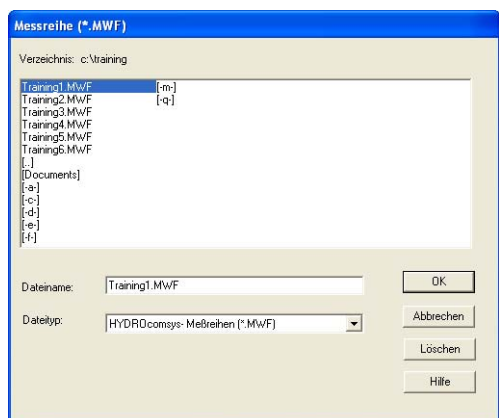 Messreihe (*.MWF)
Verzeichnis: c:\training
Training1.MWF
Training2.MWF
Training3.MWF
Training4.MWF
Training5.MWF
Training6.MWF
[..]
[Documents]
[-a-]
[-c-]
[-d-]
[-e-]
[-f-]
[-m-]
[-q-]
Dateiname: Training1.MWF
Dateityp: HYDROcomsys- Meßreihen (*.MWF)
OK
Abbrechen
Löschen
Hilfe